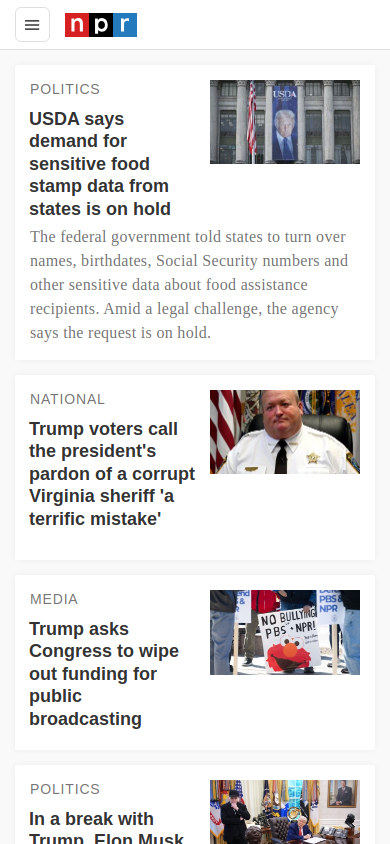 npr
POLITICS
USDA says
demand for
sensitive food
stamp data from
states is on hold
USDA
The federal government told states to turn over
names, birthdates, Social Security numbers and
other sensitive data about food assistance
recipients. Amid a legal challenge, the agency
says the request is on hold.
NATIONAL
Trump voters call
the president's
pardon of a corrupt
Virginia sheriff 'a
terrific mistake'
MEDIA
Trump asks
Congress to wipe
out funding for
public
broadcasting
NO BULLYING
PBS + NPR!
PBS &
NPR
POLITICS
In a break with
Trump, Elon Musk